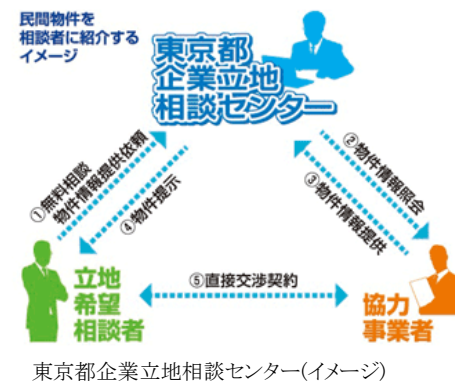 民間物件を
相談者に紹介する
イメージ
東京都
企業立地
相談センター
①無料相談
物件情報提供依頼
④物件提示
②物件情報照会
③物件情報提供
立地
希望
相談者
⑤直接交渉契約
協力
事業者
東京都企業立地相談センター(イメージ)